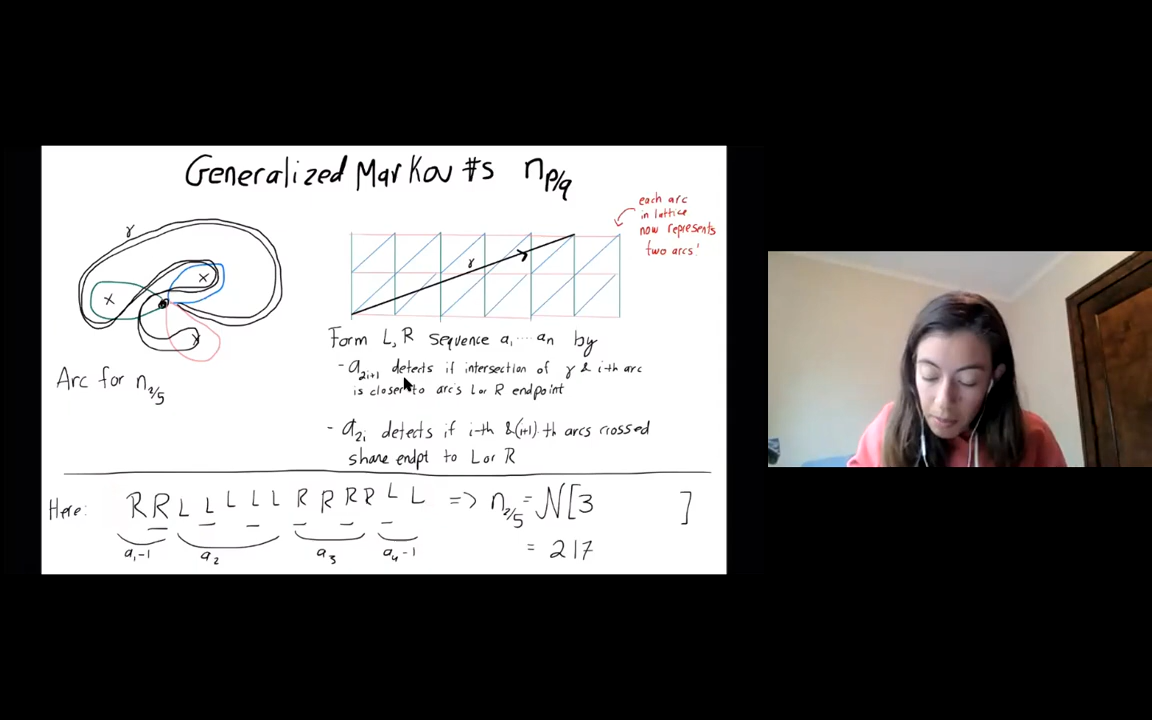 Generalized Markov #s n_{p/q}
each arc
in lattice
now represents
two arcs!
γ
γ
Form L, R sequence a_1 ... a_n by
- a_{2i+1} detects if intersection of γ & i-th arc
is closer to arc's L or R endpoint
Arc for n_{2/5}
- a_{2i} detects if i-th & (i+1).th arcs crossed
share endpt to L or R
Here: R R L L L L L R R R R L L => n_{2/5} = N[3 ]
a_1-1 a_2 a_3 a_4-1 = 217